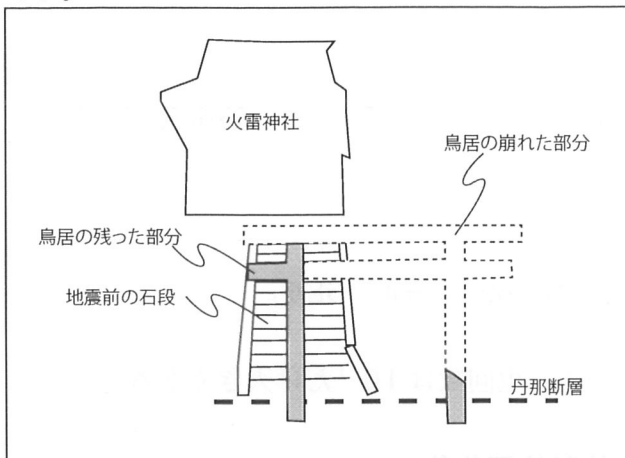 火雷神社
鳥居の崩れた部分
鳥居の残った部分
地震前の石段
丹那断層